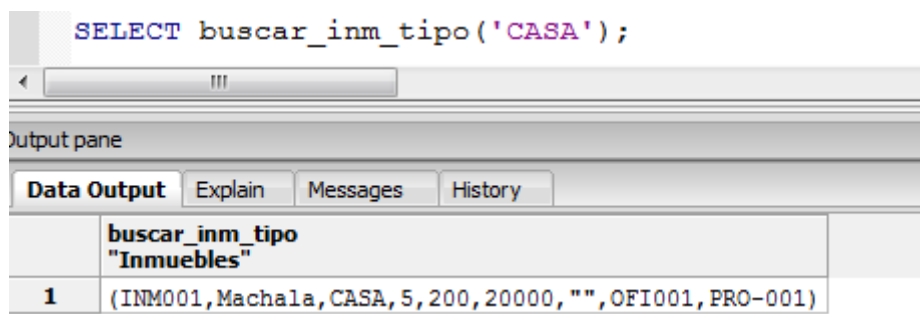 SELECT buscar_inm_tipo('CASA');
Output pane
Data Output Explain Messages History
buscar_inm_tipo
"Inmuebles"
1 (INM001,Machala,CASA,5,200,20000,"",OFI001,PRO-001)